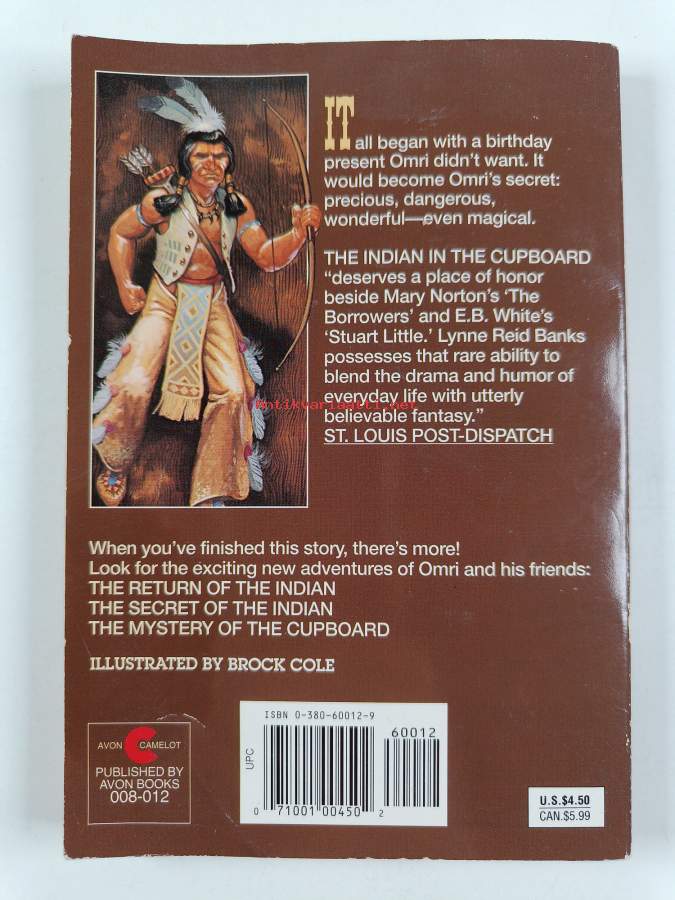 IT
all began with a birthday
present Omri didn't want. It
would become Omri's secret:
precious, dangerous,
wonderful—even magical.
THE INDIAN IN THE CUPBOARD
“deserves a place of honor
beside Mary Norton's ‘The
Borrowers’ and E.B. White's
‘Stuart Little.’ Lynne Reid Banks
possesses that rare ability to
blend the drama and humor of
everyday life with utterly
believable fantasy.”
ST. LOUIS POST-DISPATCH
Antikvariaatti.net
When you've finished this story, there's more!
Look for the exciting new adventures of Omri and his friends:
THE RETURN OF THE INDIAN
THE SECRET OF THE INDIAN
THE MYSTERY OF THE CUPBOARD
ILLUSTRATED BY BROCK COLE
AVON CAMELOT
PUBLISHED BY
AVON BOOKS
008-012
ISBN 0-380-60012-9
60012
UPC
0 71001 00450 2
U.S.$4.50
CAN.$5.99